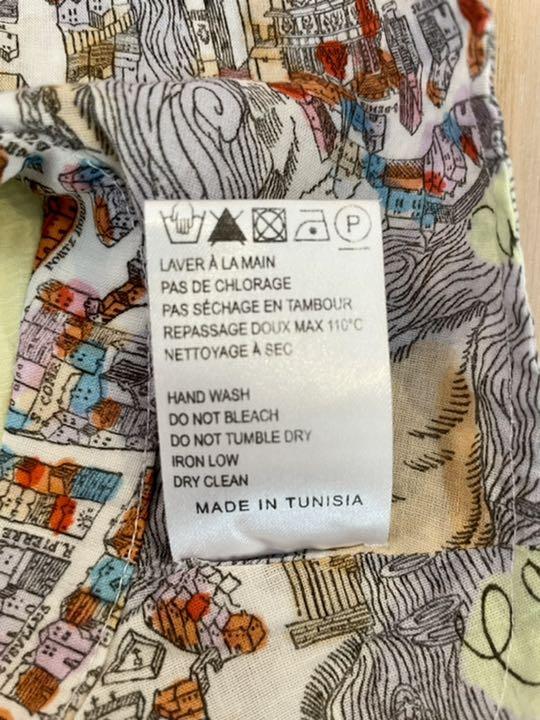 P
LAVER À LA MAIN
PAS DE CHLORAGE
PAS SÉCHAGE EN TAMBOUR
REPASSAGE DOUX MAX 110°C
NETTOYAGE À SEC
HAND WASH
DO NOT BLEACH
DO NOT TUMBLE DRY
IRON LOW
DRY CLEAN
MADE IN TUNISIA